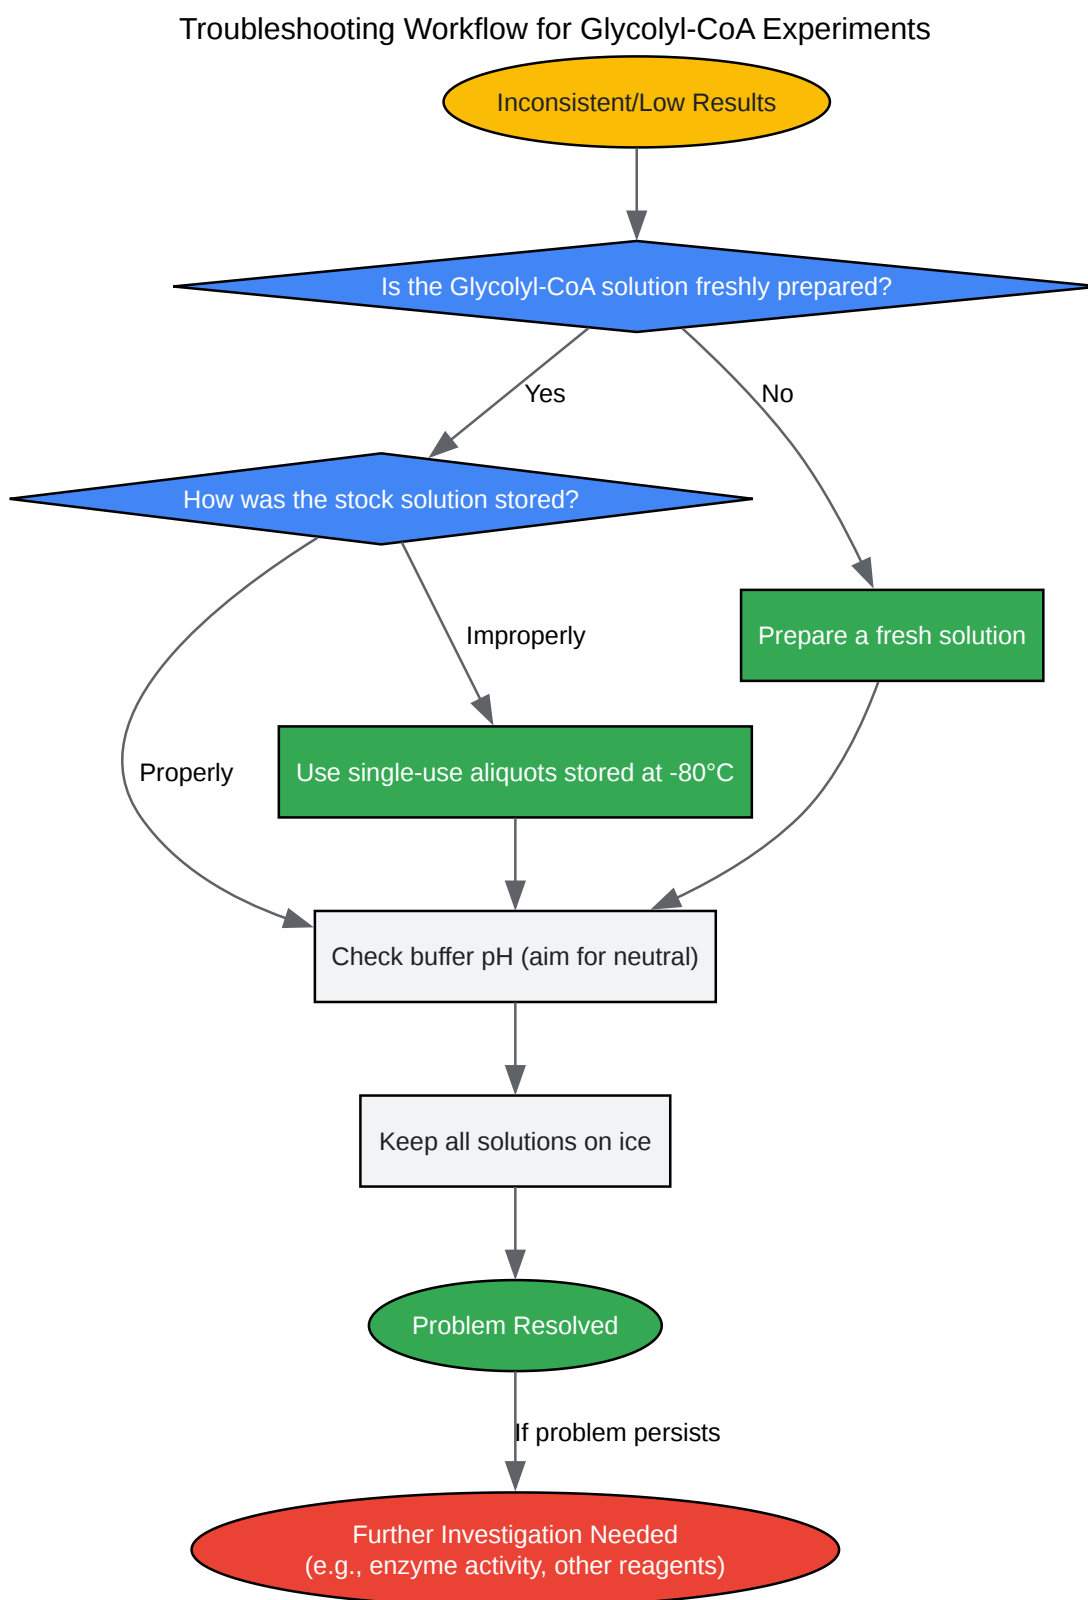 Troubleshooting Workflow for Glycolyl-CoA Experiments
Inconsistent/Low Results
Is the Glycolyl-CoA solution freshly prepared?
Yes
No
How was the stock solution stored?
Improperly
Prepare a fresh solution
Properly
Use single-use aliquots stored at -80°C
Check buffer pH (aim for neutral)
Keep all solutions on ice
Problem Resolved
If problem persists
Further Investigation Needed
(e.g., enzyme activity, other reagents)